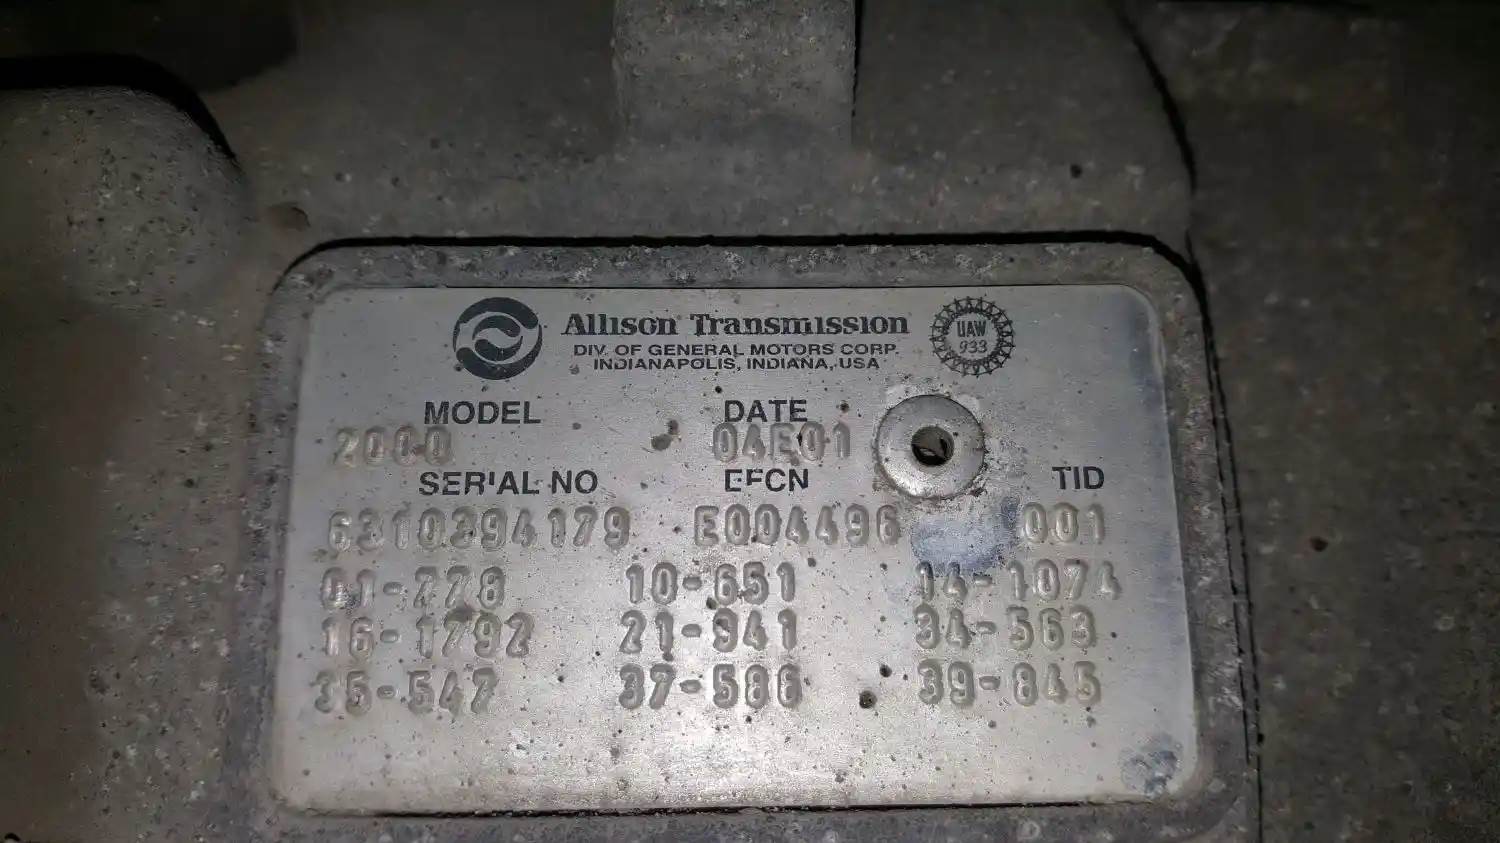 Allison Transmission
DIV. OF GENERAL MOTORS CORP.
INDIANAPOLIS, INDIANA, USA
UAW
933
MODEL DATE
2000 04E01
SERIAL NO EFCN TID
6310394179 E004496 001
01-778 10-651 14-1074
16-1792 21-941 34-563
35-547 37-586 39-845